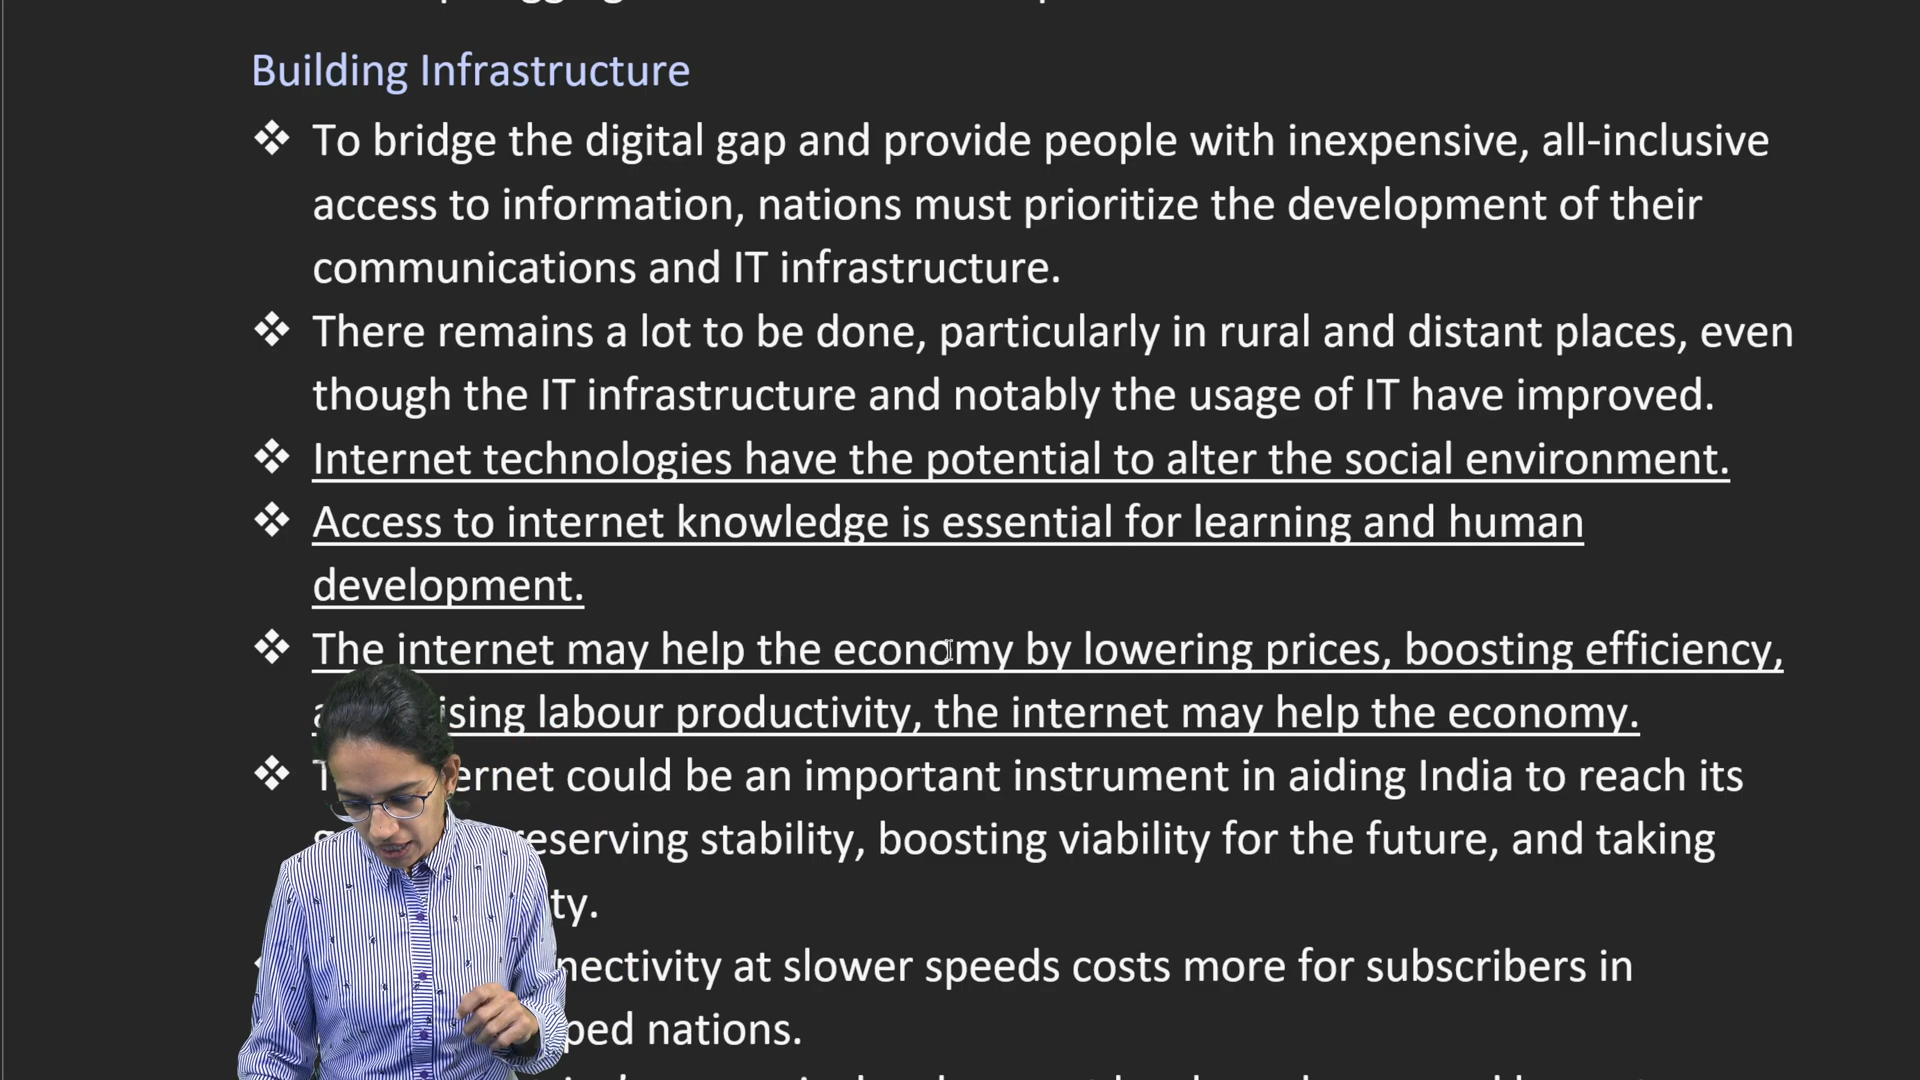 Building Infrastructure
❖ To bridge the digital gap and provide people with inexpensive, all-inclusive
access to information, nations must prioritize the development of their
communications and IT infrastructure.
❖ There remains a lot to be done, particularly in rural and distant places, even
though the IT infrastructure and notably the usage of IT have improved.
❖ Internet technologies have the potential to alter the social environment.
❖ Access to internet knowledge is essential for learning and human
development.
❖ The internet may help the economy by lowering prices, boosting efficiency,
labour productivity, the internet may help the economy.
❖ could be an important instrument in aiding India to reach its
stability, boosting viability for the future, and taking
at slower speeds costs more for subscribers in
nations.